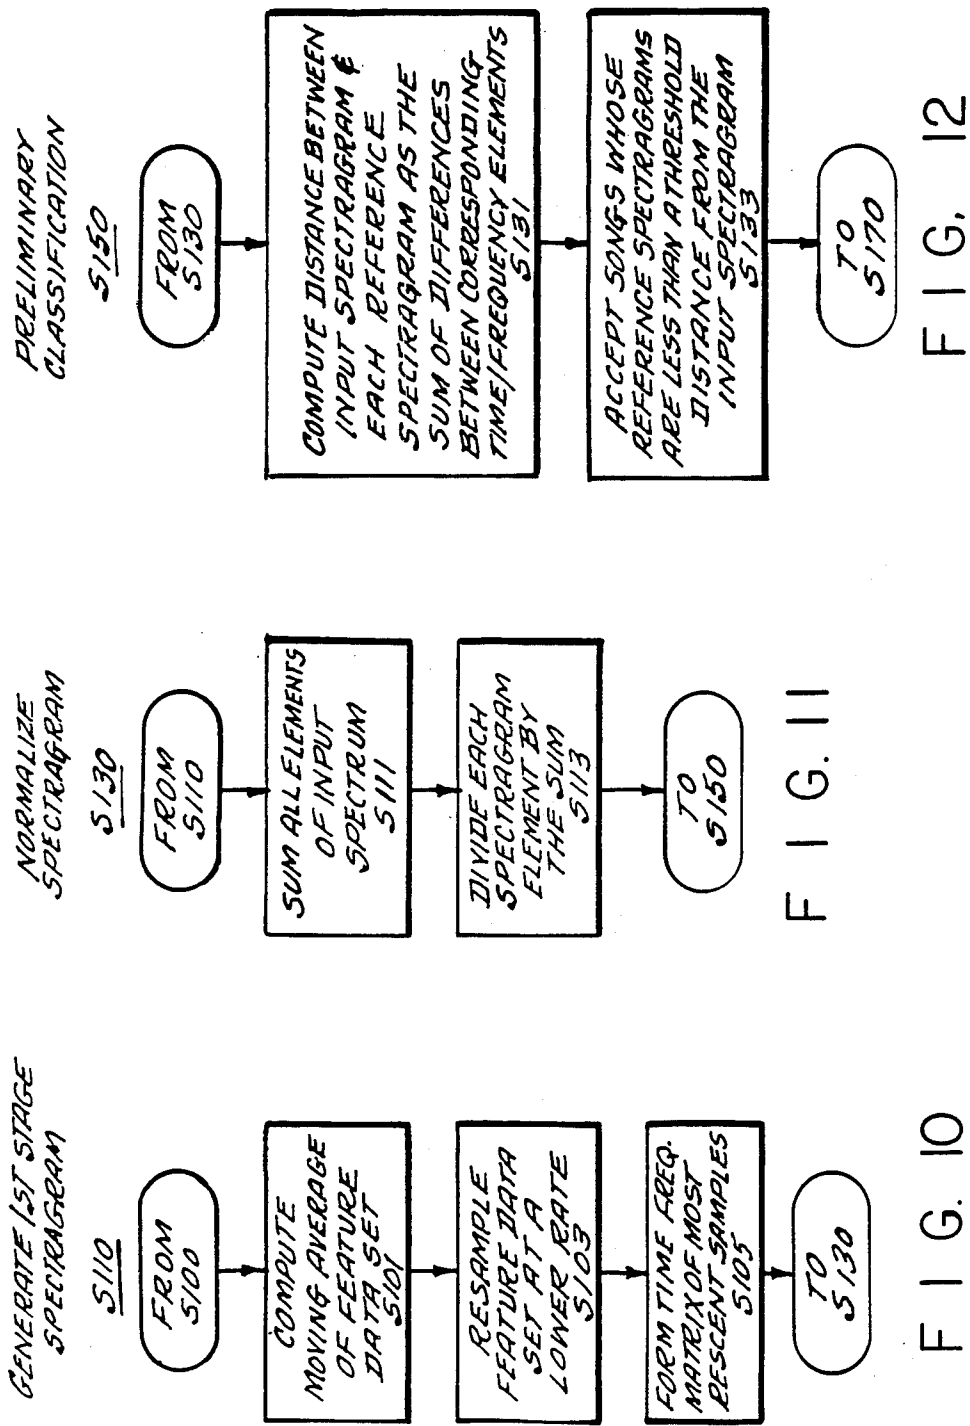 GENERATE 1ST STAGE
SPECTRAGRAM
S110
FROM
S100
COMPUTE
MOVING AVERAGE
OF FEATURE
DATA SET
S101
RESAMPLE
FEATURE DATA
SET AT A
LOWER RATE
S103
FORM TIME FREQ.
MATRIX OF MOST
RESCENT SAMPLES
S105
TO
S130
FIG. 10
NORMALIZE
SPECTRAGRAM
S130
FROM
S110
SUM ALL ELEMENTS
OF INPUT
SPECTRUM
S111
DIVIDE EACH
SPECTRAGRAM
ELEMENT BY
THE SUM
S113
TO
S150
FIG. 11
PRELIMINARY
CLASSIFICATION
S150
FROM
S130
COMPUTE DISTANCE BETWEEN
INPUT SPECTRAGRAM &
EACH REFERENCE
SPECTRAGRAM AS THE
SUM OF DIFFERENCES
BETWEEN CORRESPONDING
TIME/FREQUENCY ELEMENTS
S131
ACCEPT SONGS WHOSE
REFERENCE SPECTRAGRAMS
ARE LESS THAN A THRESHOLD
DISTANCE FROM THE
INPUT SPECTRAGRAM
S133
TO
S170
FIG. 12